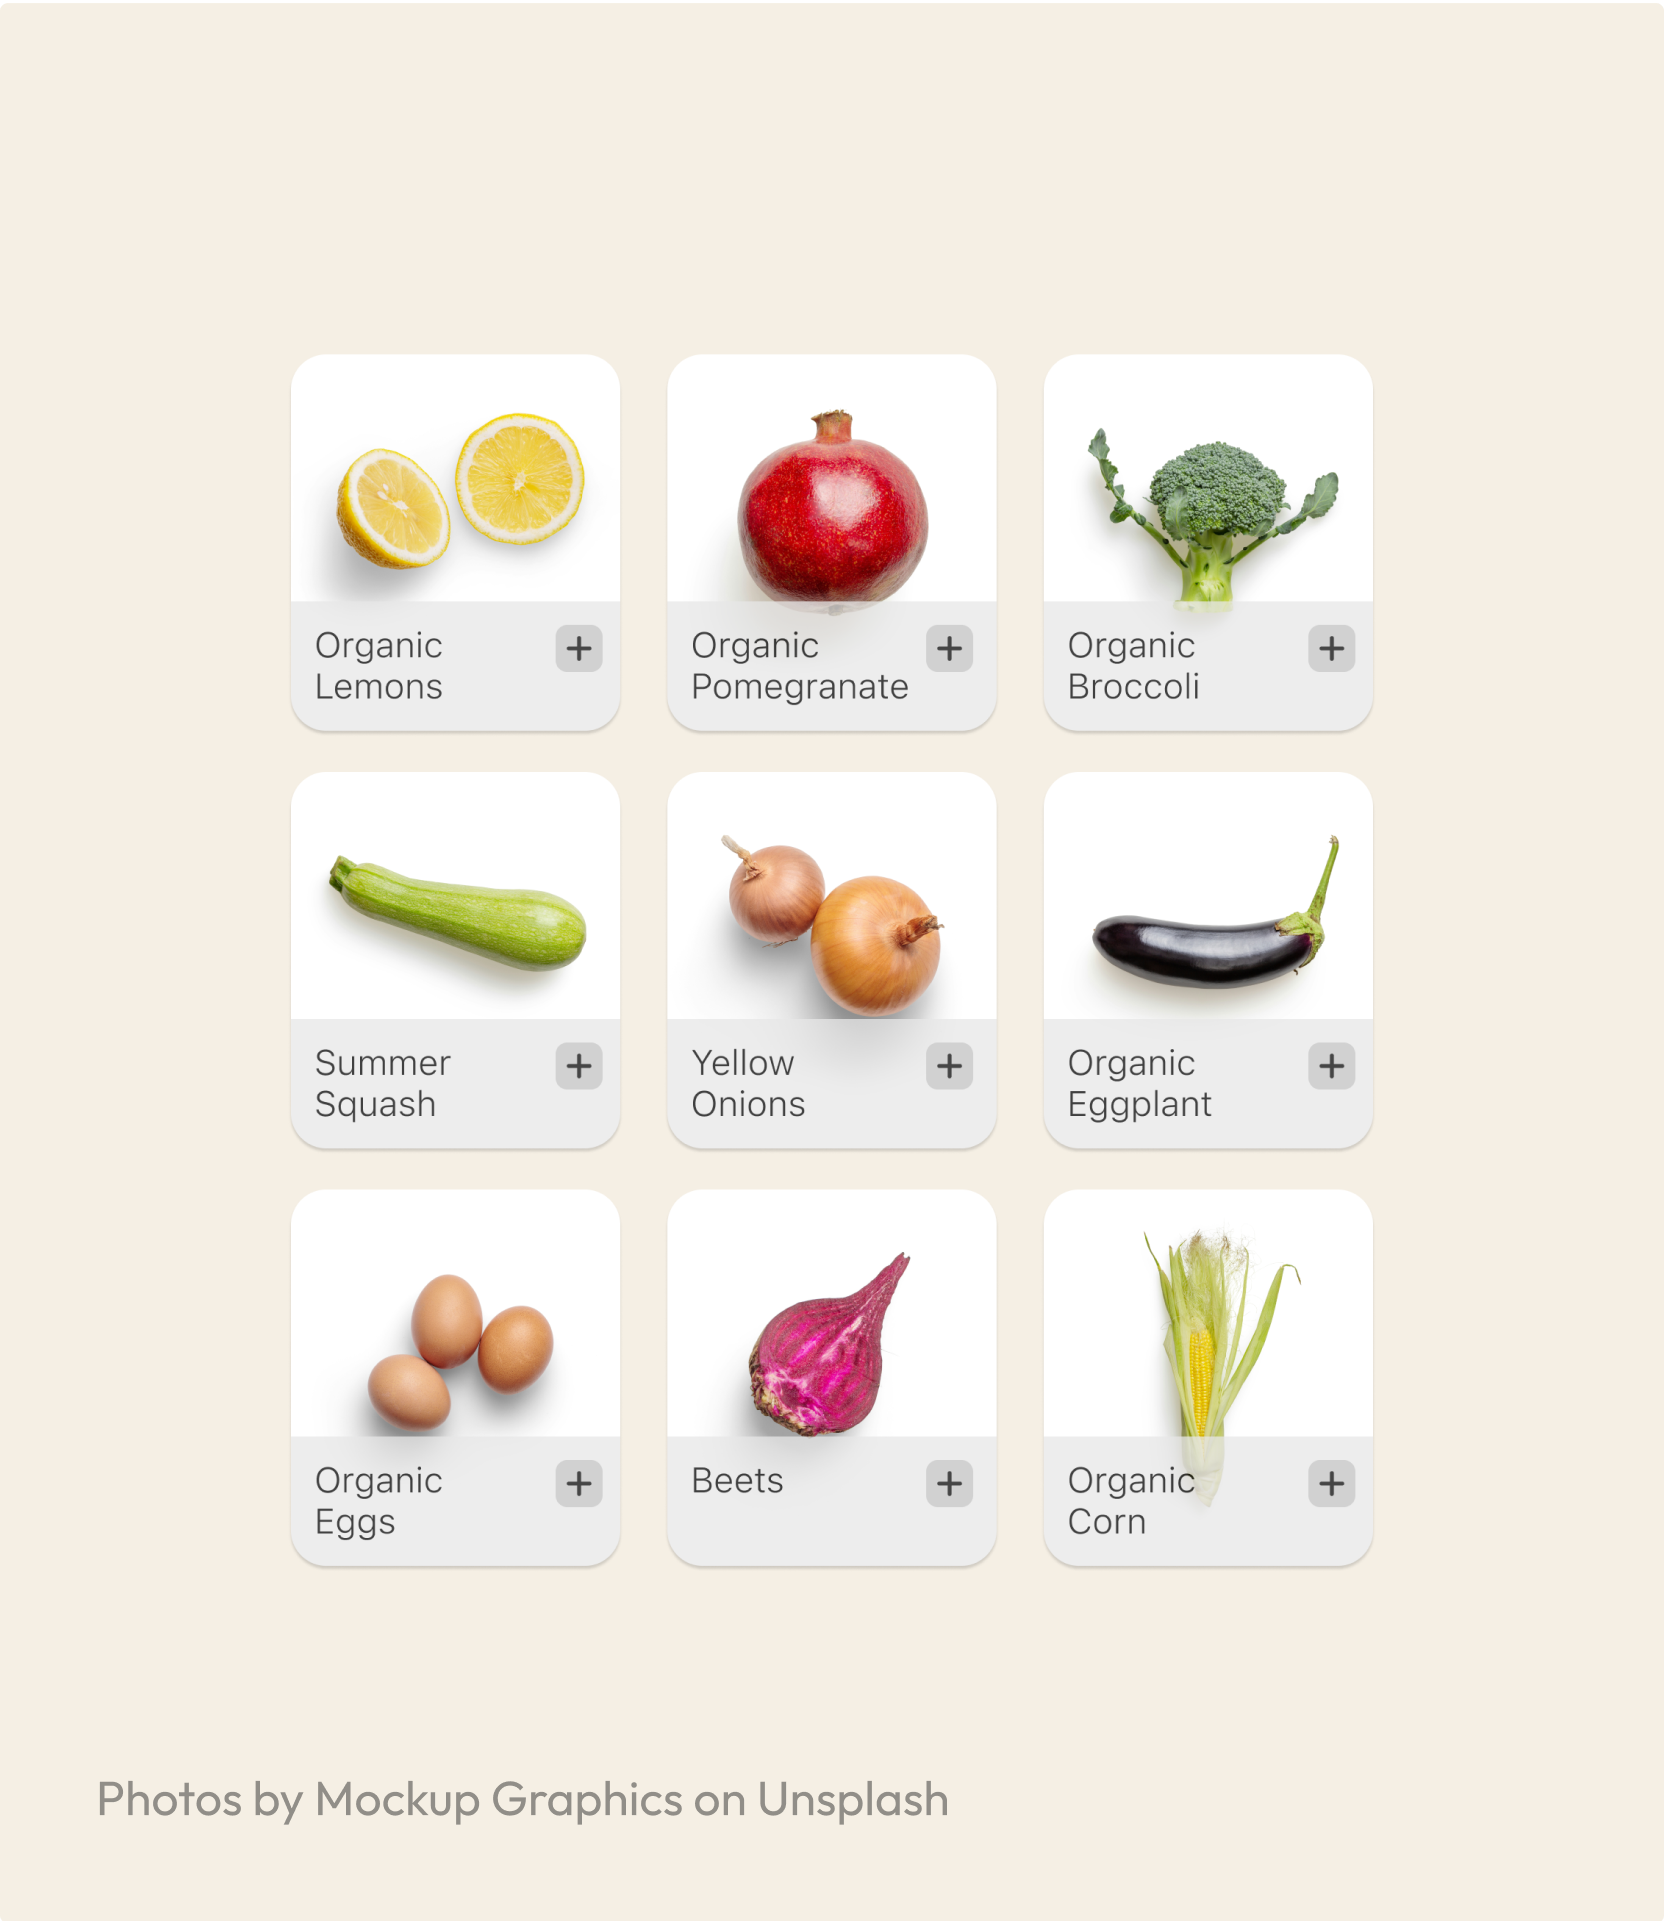 Organic
Lemons
Organic
Pomegranate
Organic
Broccoli
Summer
Squash
Yellow
Onions
Organic
Eggplant
Organic
Eggs
Beets
Organic
Corn
Photos by Mockup Graphics on Unsplash